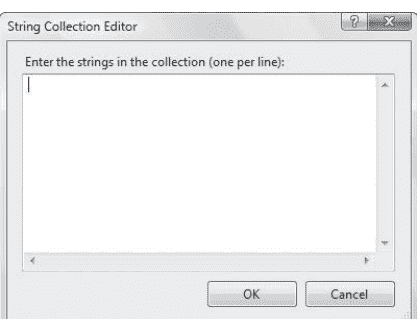 String Collection Editor
Enter the strings in the collection (one per line):
OK
Cancel